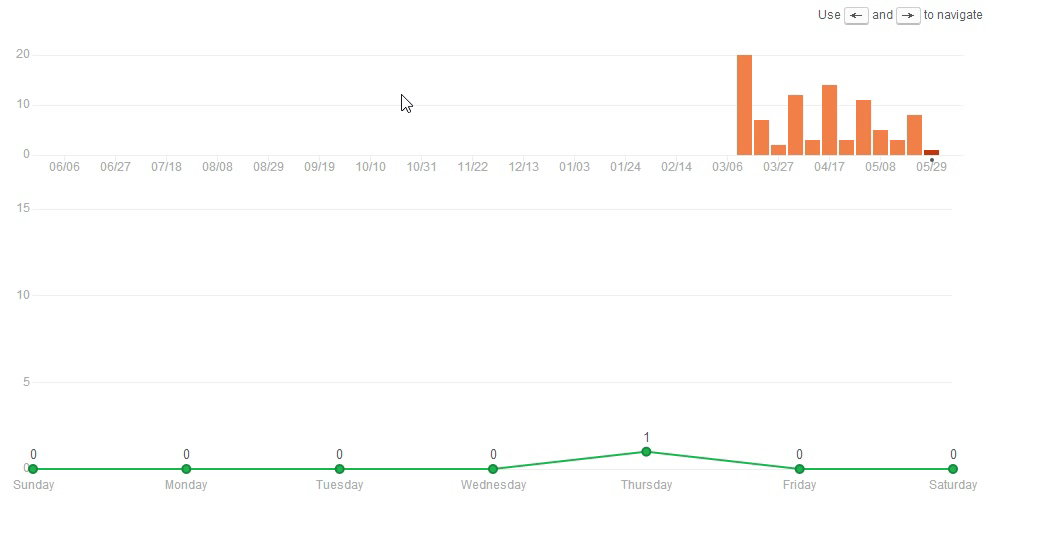 Use ← and → to navigate
20
10
0
06/06 06/27 07/18 08/08 08/29 09/19 10/10 10/31 11/22 12/13 01/03 01/24 02/14 03/06 03/27 04/17 05/08 05/29
15
10
5
0
0 0 0 0 1 0 0
Sunday Monday Tuesday Wednesday Thursday Friday Saturday